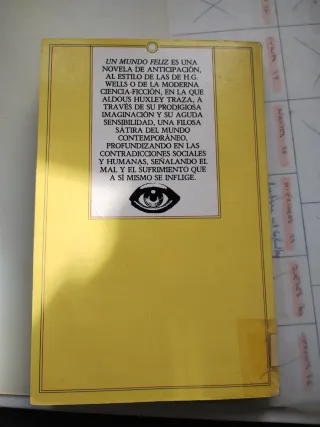 UN MUNDO FELIZ ES UNA
NOVELA DE ANTICIPACIÓN,
AL ESTILO DE LAS DE H.G.
WELLS O DE LA MODERNA
CIENCIA-FICCIÓN, EN LA QUE
ALDOUS HUXLEY TRAZA, A
TRAVÉS DE SU PRODIGIOSA
IMAGINACIÓN Y SU AGUDA
SENSIBILIDAD, UNA FILOSA
SÁTIRA DEL MUNDO
CONTEMPORÁNEO,
PROFUNDIZANDO EN LAS
CONTRADICCIONES SOCIALES
Y HUMANAS, SEÑALANDO EL
MAL Y EL SUFRIMIENTO QUE
A SÍ MISMO SE INFLIGE.